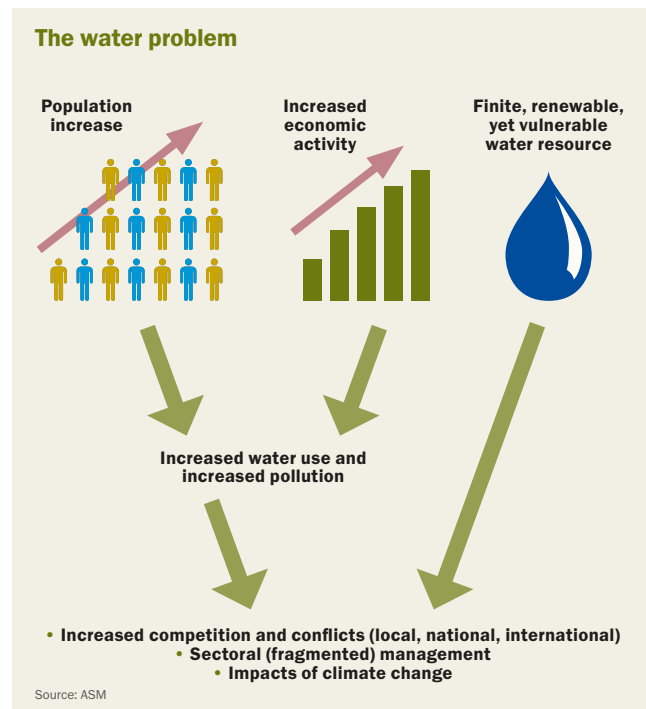 The water problem
Population
increase
Increased
economic
activity
Finite, renewable,
yet vulnerable
water resource
Increased water use and
increased pollution
• Increased competition and conflicts (local, national, international)
• Sectoral (fragmented) management
• Impacts of climate change
Source: ASM